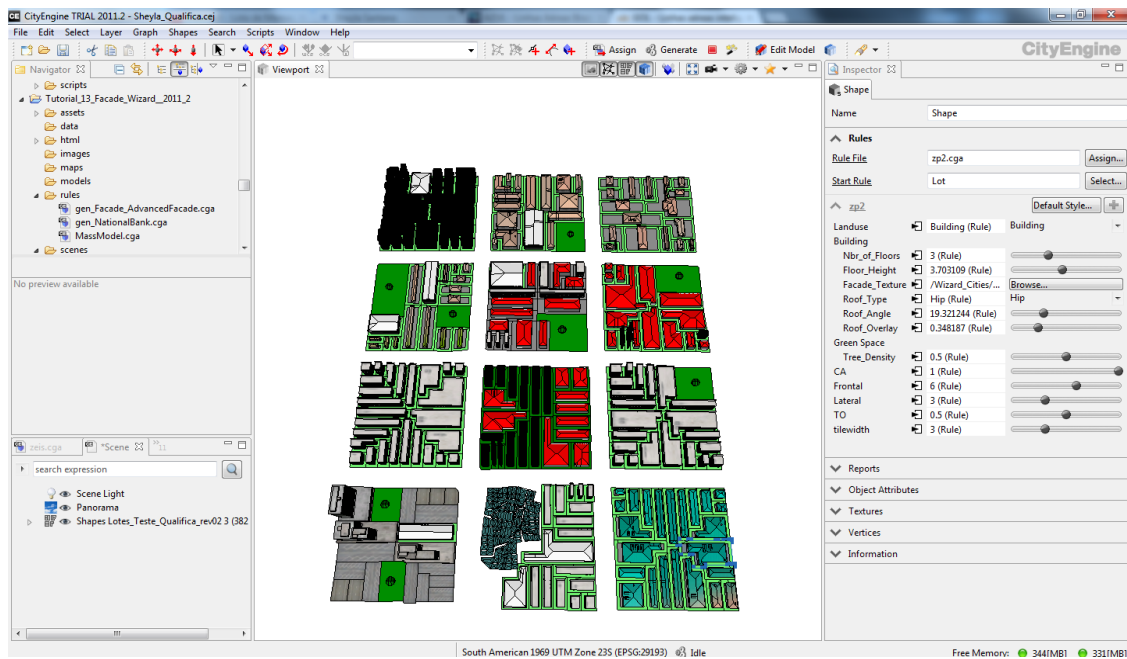 CE CityEngine TRIAL 2011.2 - Sheyla_Qualifica.cej
File Edit Select Layer Graph Shapes Search Scripts Window Help
Assign Generate Edit Model CityEngine
Navigator
scripts
Tutorial_13_Facade_Wizard__2011_2
assets
data
html
images
maps
models
rules
gen_Facade_AdvancedFacade.cga
gen_NationalBank.cga
MassModel.cga
scenes
No preview available
zeis.cga *Scene 11
search expression
Scene Light
Panorama
Shapes Lotes_Teste_Qualifica_rev02 3 (382
Viewport
Inspector
Shape
Name Shape
Rules
Rule File zp2.cga Assign...
Start Rule Lot Select...
zp2 Default Style...
Landuse Building (Rule) Building
Building
Nbr_of_Floors 3 (Rule)
Floor_Height 3.703109 (Rule)
Facade_Texture /Wizard_Cities/... Browse...
Roof_Type Hip (Rule) Hip
Roof_Angle 19.321244 (Rule)
Roof_Overlay 0.348187 (Rule)
Green Space
Tree_Density 0.5 (Rule)
CA 1 (Rule)
Frontal 6 (Rule)
Lateral 3 (Rule)
TO 0.5 (Rule)
tilewidth 3 (Rule)
Reports
Object Attributes
Textures
Vertices
Information
South American 1969 UTM Zone 23S (EPSG:29193) Idle Free Memory: 344[MB] 331[MB]